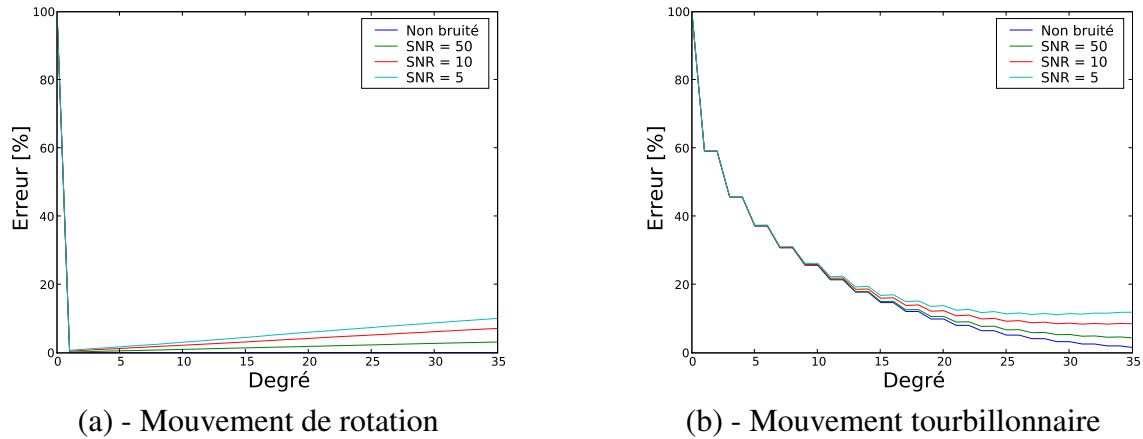 100
80
60
40
20
0
Erreur [%]
0 5 10 15 20 25 30 35
Degré
Non bruité
SNR = 50
SNR = 10
SNR = 5
(a) - Mouvement de rotation
100
80
60
40
20
0
Erreur [%]
0 5 10 15 20 25 30 35
Degré
Non bruité
SNR = 50
SNR = 10
SNR = 5
(b) - Mouvement tourbillonnaire